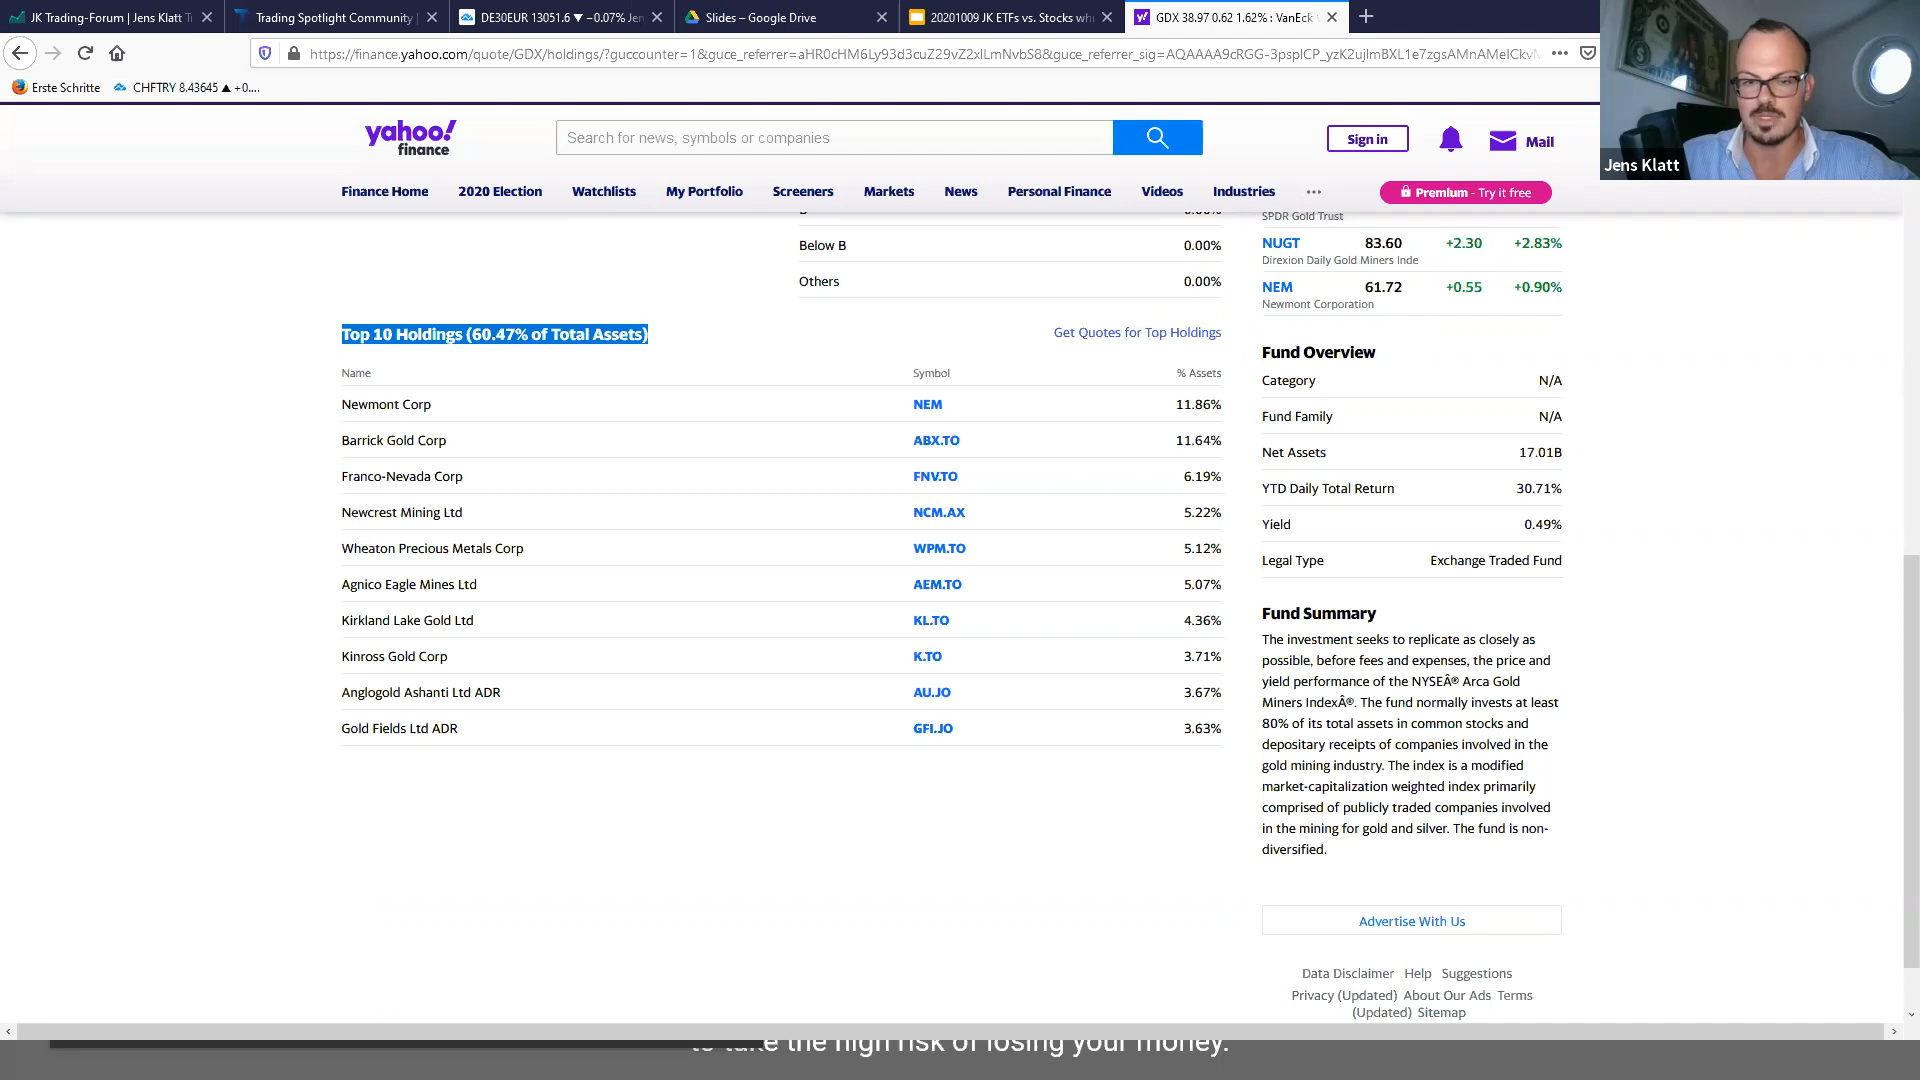 JK Trading-Forum | Jens Klatt T
Trading Spotlight Community |
DE30EUR 13051.6 ▼ −0.07% Jen
Slides – Google Drive
20201009 JK ETFs vs. Stocks wh
GDX 38.97 0.62 1.62% : VanEck
Erste Schritte
CHFTRY 8.43645 ▲ +0....
yahoo!
finance
Search for news, symbols or companies
Sign in
Mail
Jens Klatt
Finance Home 2020 Election Watchlists My Portfolio Screeners Markets News Personal Finance Videos Industries ···
Premium - Try it free
Below B 0.00%
Others 0.00%
Top 10 Holdings (60.47% of Total Assets)
Get Quotes for Top Holdings
Name Symbol % Assets
Newmont Corp NEM 11.86%
Barrick Gold Corp ABX.TO 11.64%
Franco-Nevada Corp FNV.TO 6.19%
Newcrest Mining Ltd NCM.AX 5.22%
Wheaton Precious Metals Corp WPM.TO 5.12%
Agnico Eagle Mines Ltd AEM.TO 5.07%
Kirkland Lake Gold Ltd KL.TO 4.36%
Kinross Gold Corp K.TO 3.71%
Anglogold Ashanti Ltd ADR AU.JO 3.67%
Gold Fields Ltd ADR GFI.JO 3.63%
SPDR Gold Trust
NUGT 83.60 +2.30 +2.83%
Direxion Daily Gold Miners Inde
NEM 61.72 +0.55 +0.90%
Newmont Corporation
Fund Overview
Category N/A
Fund Family N/A
Net Assets 17.01B
YTD Daily Total Return 30.71%
Yield 0.49%
Legal Type Exchange Traded Fund
Fund Summary
The investment seeks to replicate as closely as
possible, before fees and expenses, the price and
yield performance of the NYSEÂ® Arca Gold
Miners IndexÂ®. The fund normally invests at least
80% of its total assets in common stocks and
depositary receipts of companies involved in the
gold mining industry. The index is a modified
market-capitalization weighted index primarily
comprised of publicly traded companies involved
in the mining for gold and silver. The fund is non-
diversified.
Advertise With Us
Data Disclaimer Help Suggestions
Privacy (Updated) About Our Ads Terms
(Updated) Sitemap
to take the high risk of losing your money.